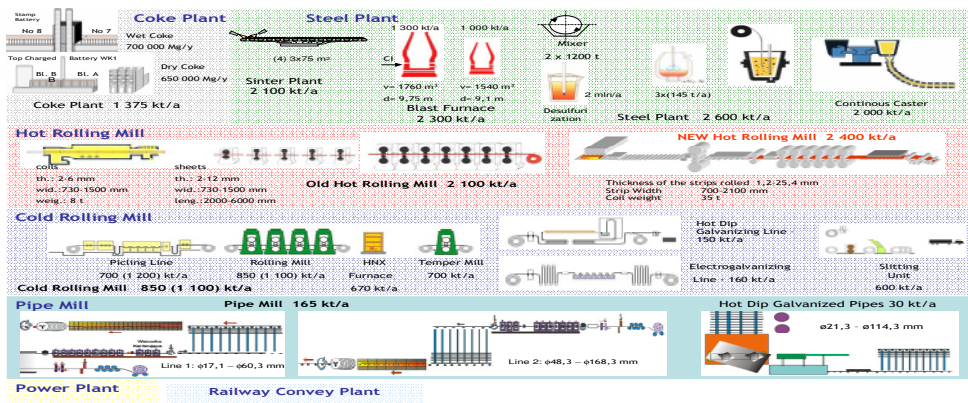 Coke Plant
Steel Plant
Stamp
Battery
No 8
No 7
Wet Coke
700 000 Mg/y
Top Charged
Battery WK1
Bl. B
B
Bl. A
Dry Coke
650 000 Mg/y
Coke Plant 1 375 kt/a
(4) 3x75 m²
Sinter Plant
2 100 kt/a
CI
1 300 kt/a
1 000 kt/a
v= 1760 m³
v= 1540 m³
d= 9,75 m
d= 9,1 m
Blast Furnace
2 300 kt/a
Mixer
2 x 1200 t
2 min/a
Desulfuri
zation
3x(145 t/a)
Steel Plant 2 600 kt/a
Continous Caster
2 000 kt/a
Hot Rolling Mill
coils
th.: 2-6 mm
wid.:730-1500 mm
weig.: 8 t
sheets
th.: 2-12 mm
wid.:730-1500 mm
leng.:2000-6000 mm
Old Hot Rolling Mill 2 100 kt/a
NEW Hot Rolling Mill 2 400 kt/a
Thickness of the strips rolled 1,2-25,4 mm
Strip Width 700-2100 mm
Coil weight 35 t
Cold Rolling Mill
Picling Line
700 (1 200) kt/a
Rolling Mill
850 (1 100) kt/a
HNX
Furnace
670 kt/a
Temper Mill
700 kt/a
Cold Rolling Mill 850 (1 100) kt/a
Hot Dip
Galvanizing Line
150 kt/a
Electrogalvanizing
Line - 160 kt/a
Slitting
Unit
600 kt/a
Pipe Mill
Pipe Mill 165 kt/a
Hot Dip Galvanized Pipes 30 kt/a
Line 1: ϕ17,1 – ϕ60,3 mm
Line 2: ϕ48,3 – ϕ168,3 mm
ø21,3 - ø114,3 mm
Power Plant
Railway Convey Plant